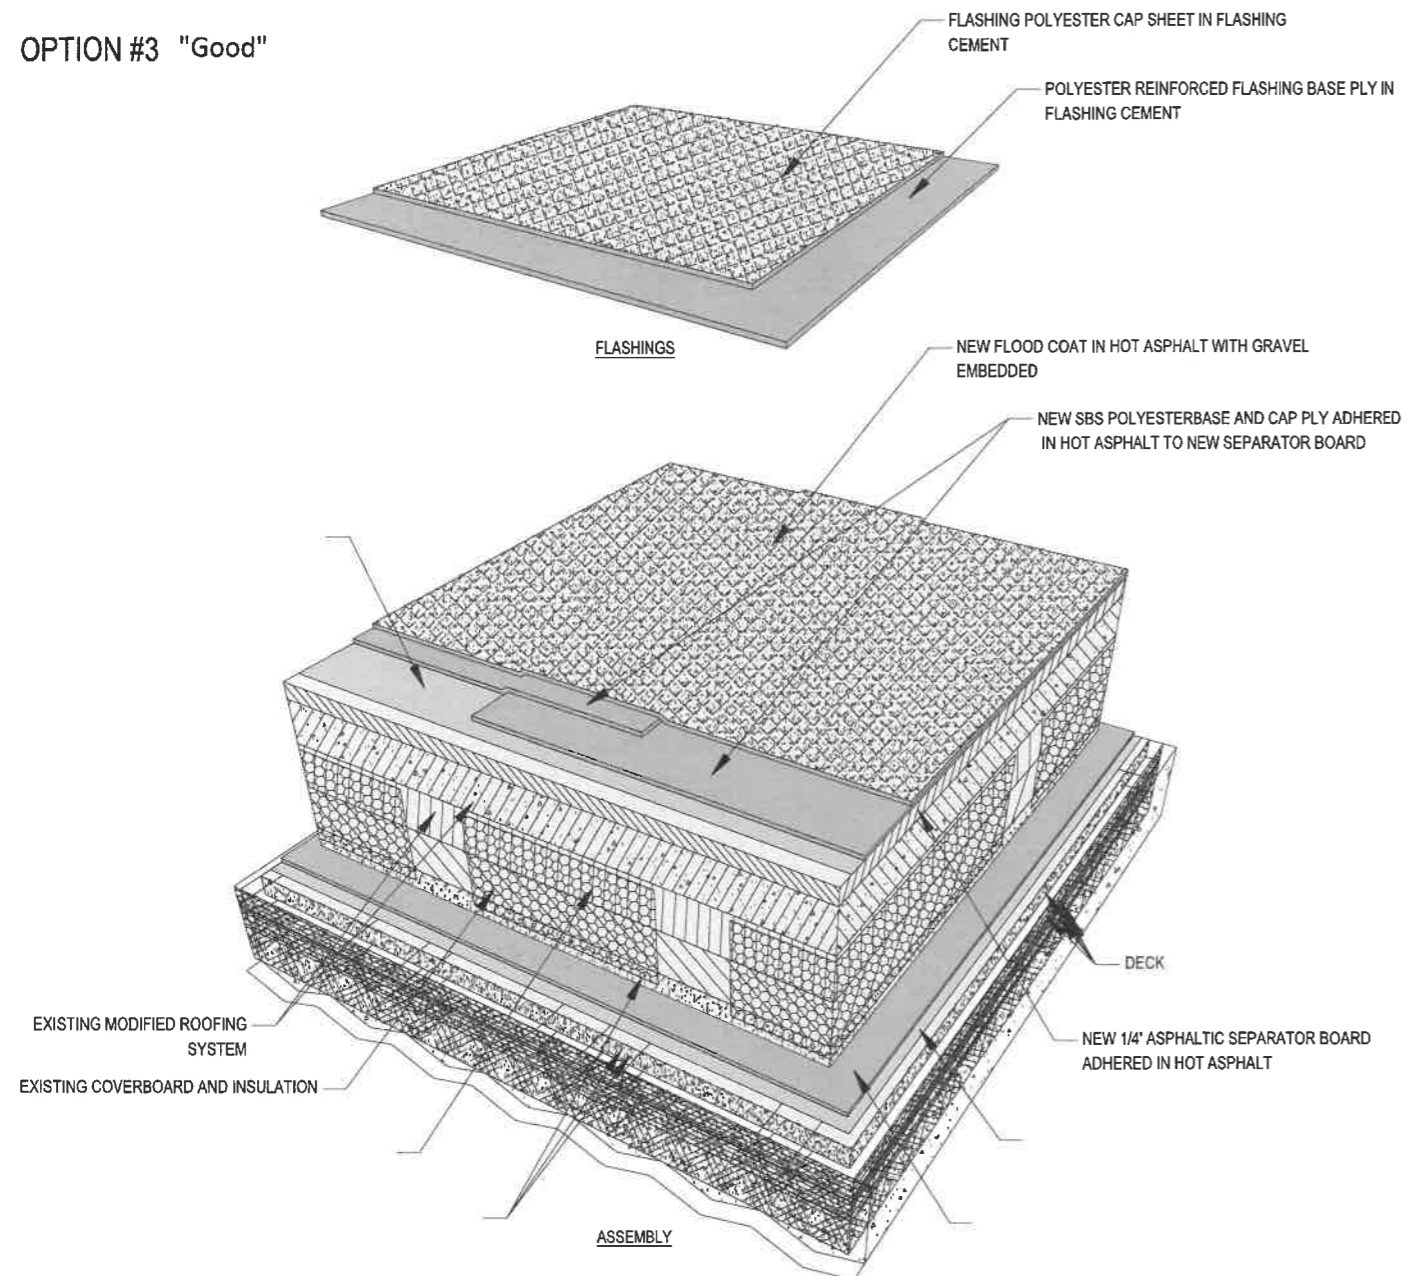 OPTION #3 "Good"
FLASHING POLYESTER CAP SHEET IN FLASHING
CEMENT
POLYESTER REINFORCED FLASHING BASE PLY IN
FLASHING CEMENT
FLASHINGS
NEW FLOOD COAT IN HOT ASPHALT WITH GRAVEL
EMBEDDED
NEW SBS POLYESTERBASE AND CAP PLY ADHERED
IN HOT ASPHALT TO NEW SEPARATOR BOARD
DECK
EXISTING MODIFIED ROOFING
SYSTEM
EXISTING COVERBOARD AND INSULATION
NEW 1/4' ASPHALTIC SEPARATOR BOARD
ADHERED IN HOT ASPHALT
ASSEMBLY